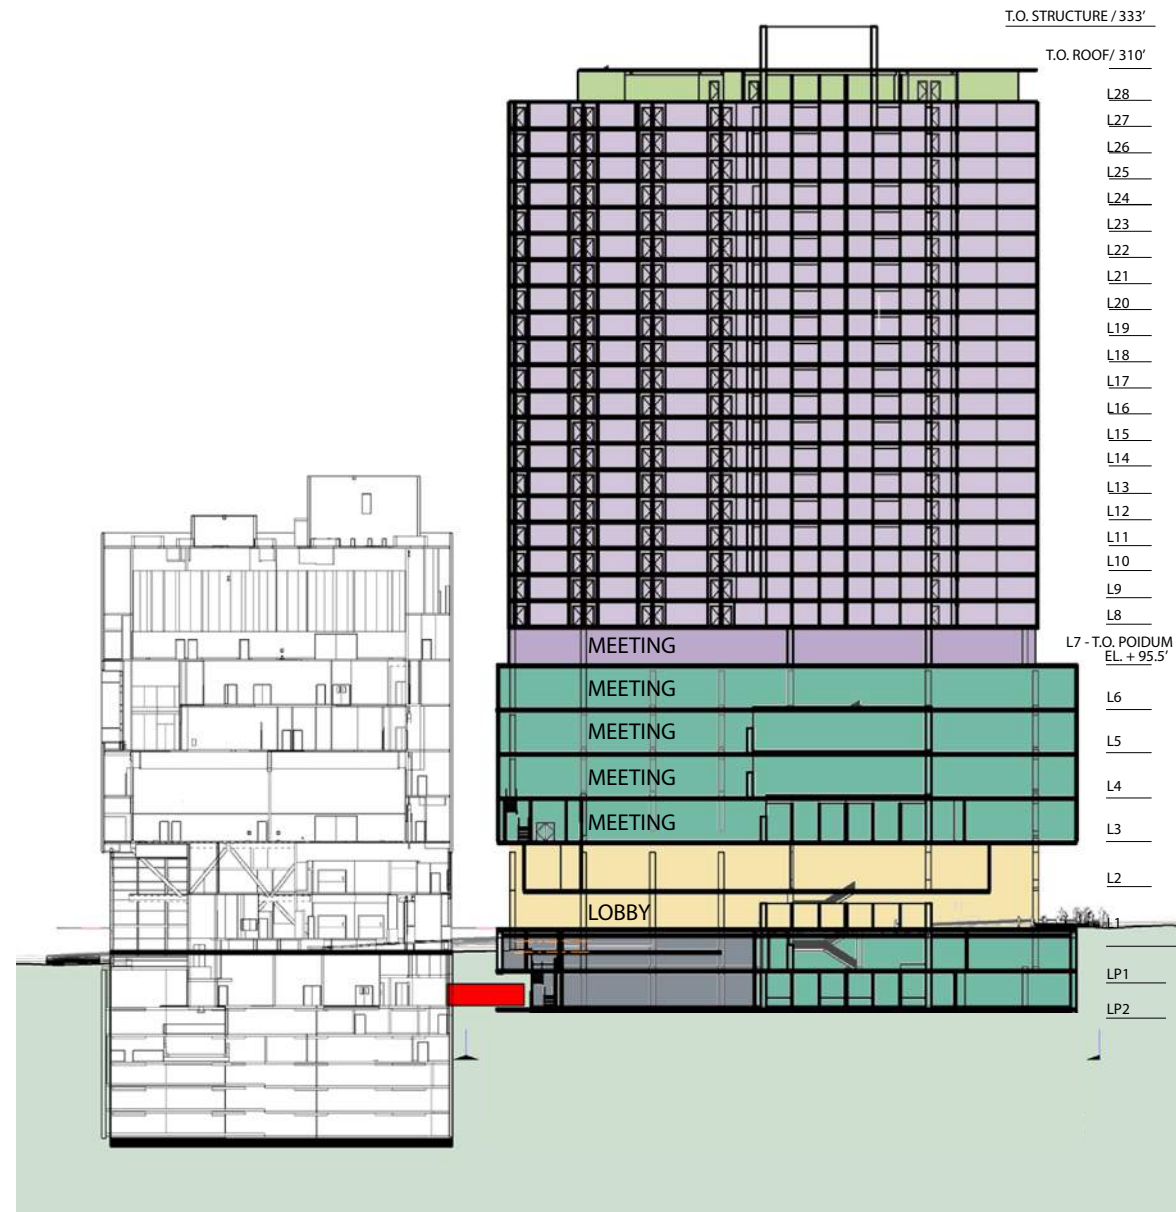 T.O. STRUCTURE / 333'
T.O. ROOF/ 310'
L28
L27
L26
L25
L24
L23
L22
L21
L20
L19
L18
L17
L16
L15
L14
L13
L12
L11
L10
L9
L8
MEETING
L7 - T.O. POIDUM
EL. + 95.5'
MEETING
L6
MEETING
L5
MEETING
L4
MEETING
L3
L2
LOBBY
L1
LP1
LP2